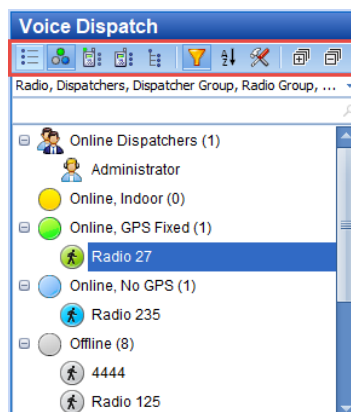 Voice Dispatch
Radio, Dispatchers, Dispatcher Group, Radio Group, ...
Online Dispatchers (1)
Administrator
Online, Indoor (0)
Online, GPS Fixed (1)
Radio 27
Online, No GPS (1)
Radio 235
Offline (8)
4444
Radio 125